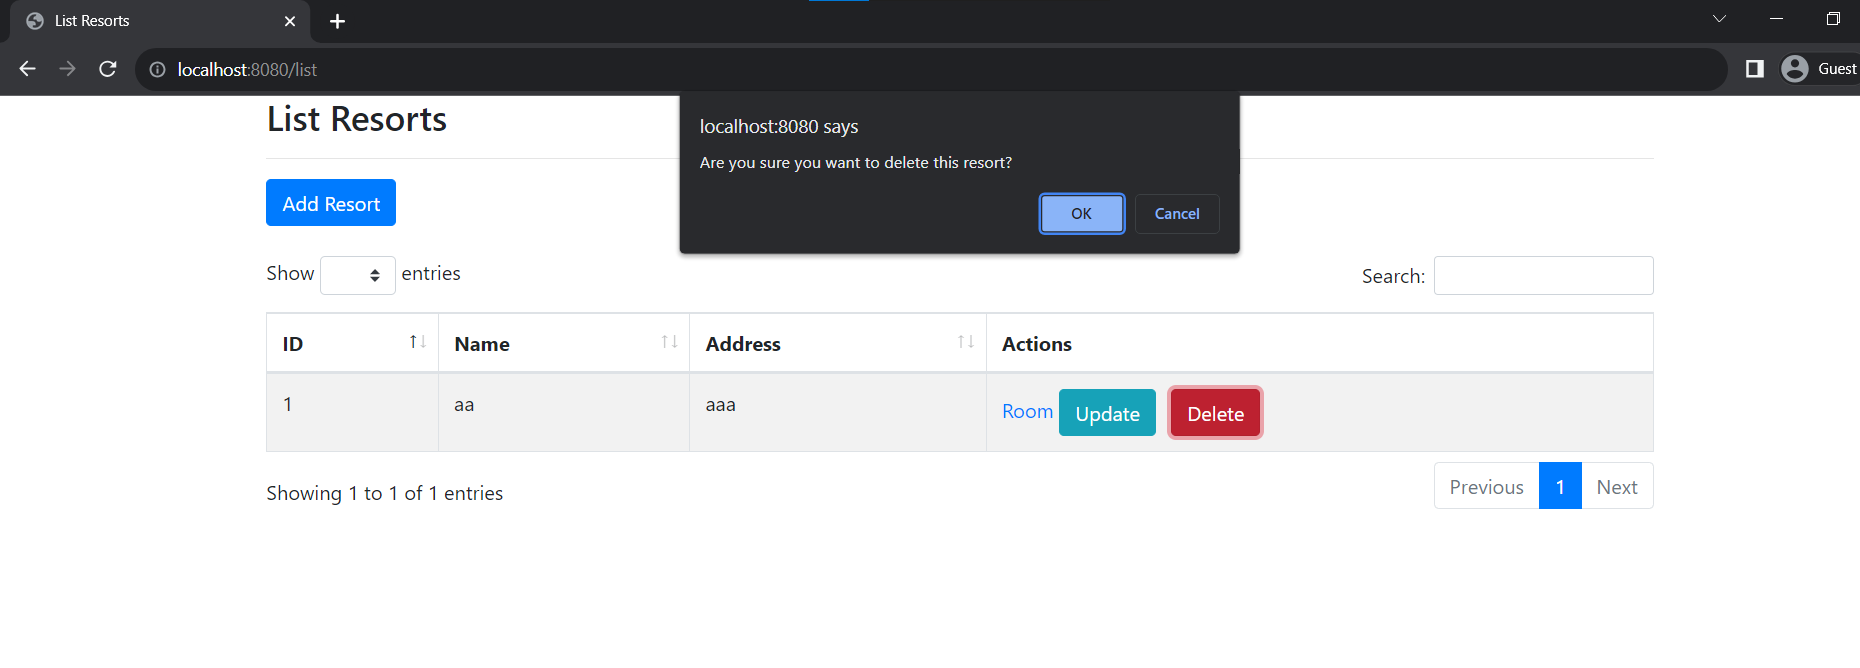 List Resorts
localhost:8080/list
Guest
List Resorts
localhost:8080 says
Are you sure you want to delete this resort?
OK Cancel
Add Resort
Show entries
Search:
ID Name Address Actions
1 aa aaa Room Update Delete
Showing 1 to 1 of 1 entries
Previous 1 Next